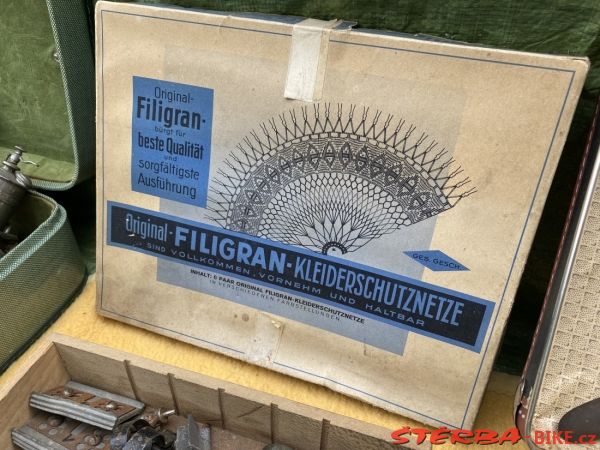 Original-
Filigran-
bürgt für
beste Qualität
und
sorgfältigste
Ausführung
GES. GESCH.
Original-FILIGRAN-KLEIDERSCHUTZNETZE
SIND VOLLKOMMEN, VORNEHM UND HALTBAR
INHALT: 6 PAAR ORIGINAL FILIGRAN-KLEIDERSCHUTZNETZE
IN VERSCHIEDENEN FARBSTELLUNGEN
STERBA-BIKE.cz